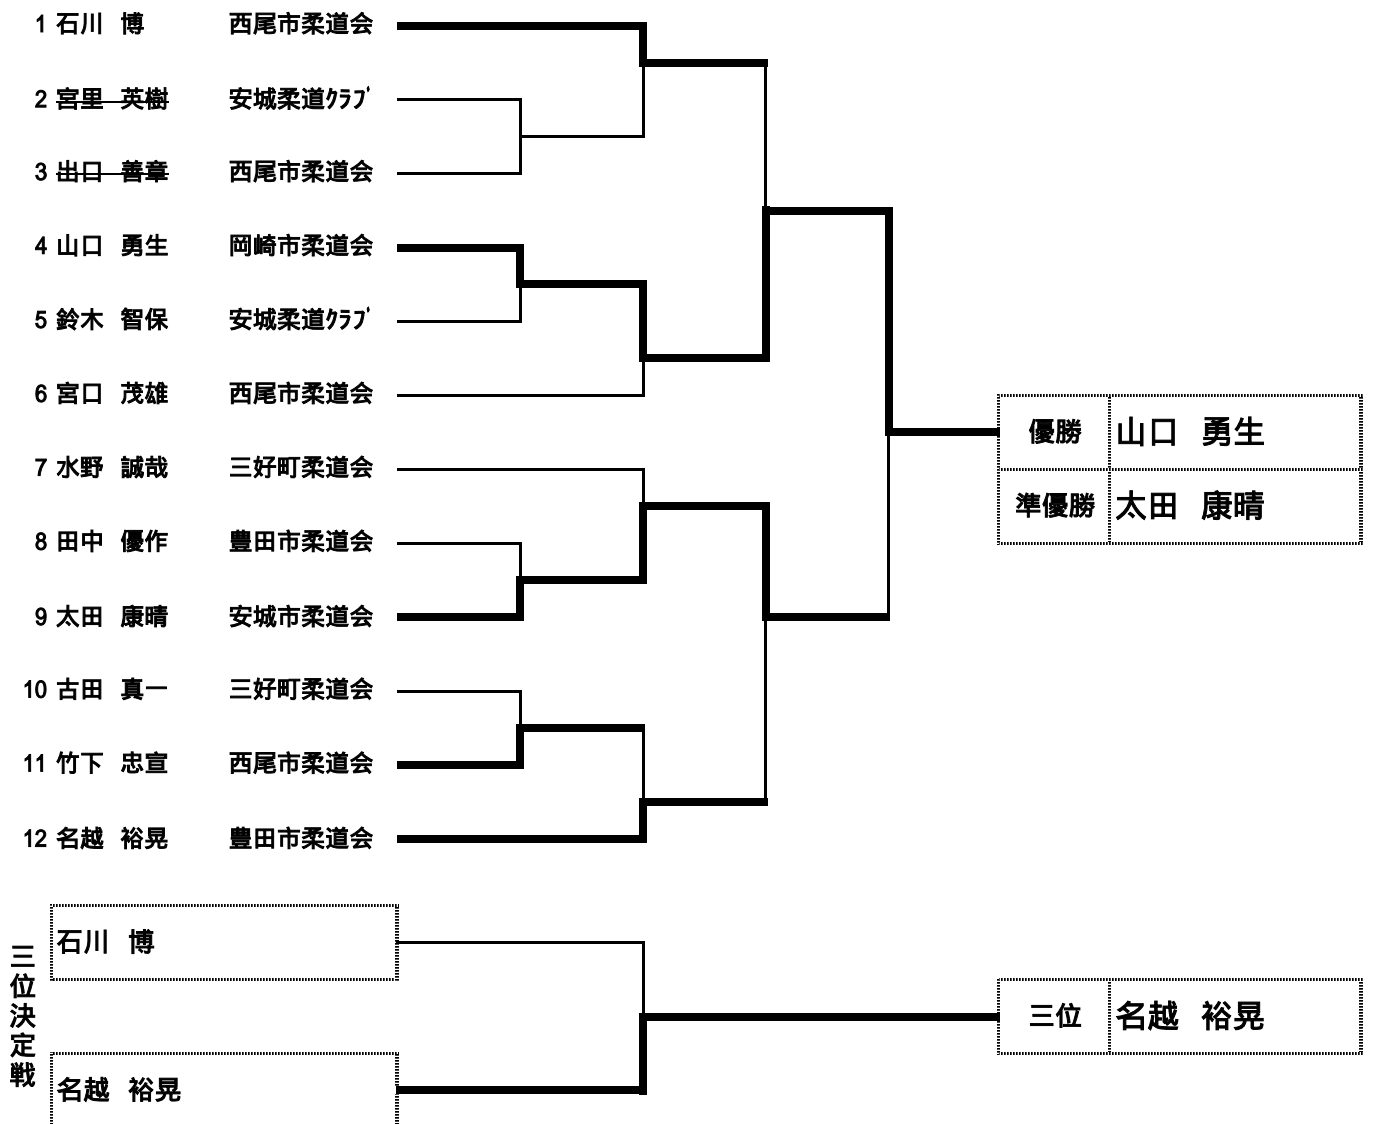 1 石川　博　西尾市柔道会
2 宮里　英樹　安城柔道ｸﾗﾌﾞ
3 出口　善章　西尾市柔道会
4 山口　勇生　岡崎市柔道会
5 鈴木　智保　安城柔道ｸﾗﾌﾞ
6 宮口　茂雄　西尾市柔道会
7 水野　誠哉　三好町柔道会
8 田中　優作　豊田市柔道会
9 太田　康晴　安城市柔道会
10 古田　真一　三好町柔道会
11 竹下　忠宣　西尾市柔道会
12 名越　裕晃　豊田市柔道会
優勝　山口　勇生
準優勝　太田　康晴
三位決定戦
石川　博
名越　裕晃
三位　名越　裕晃